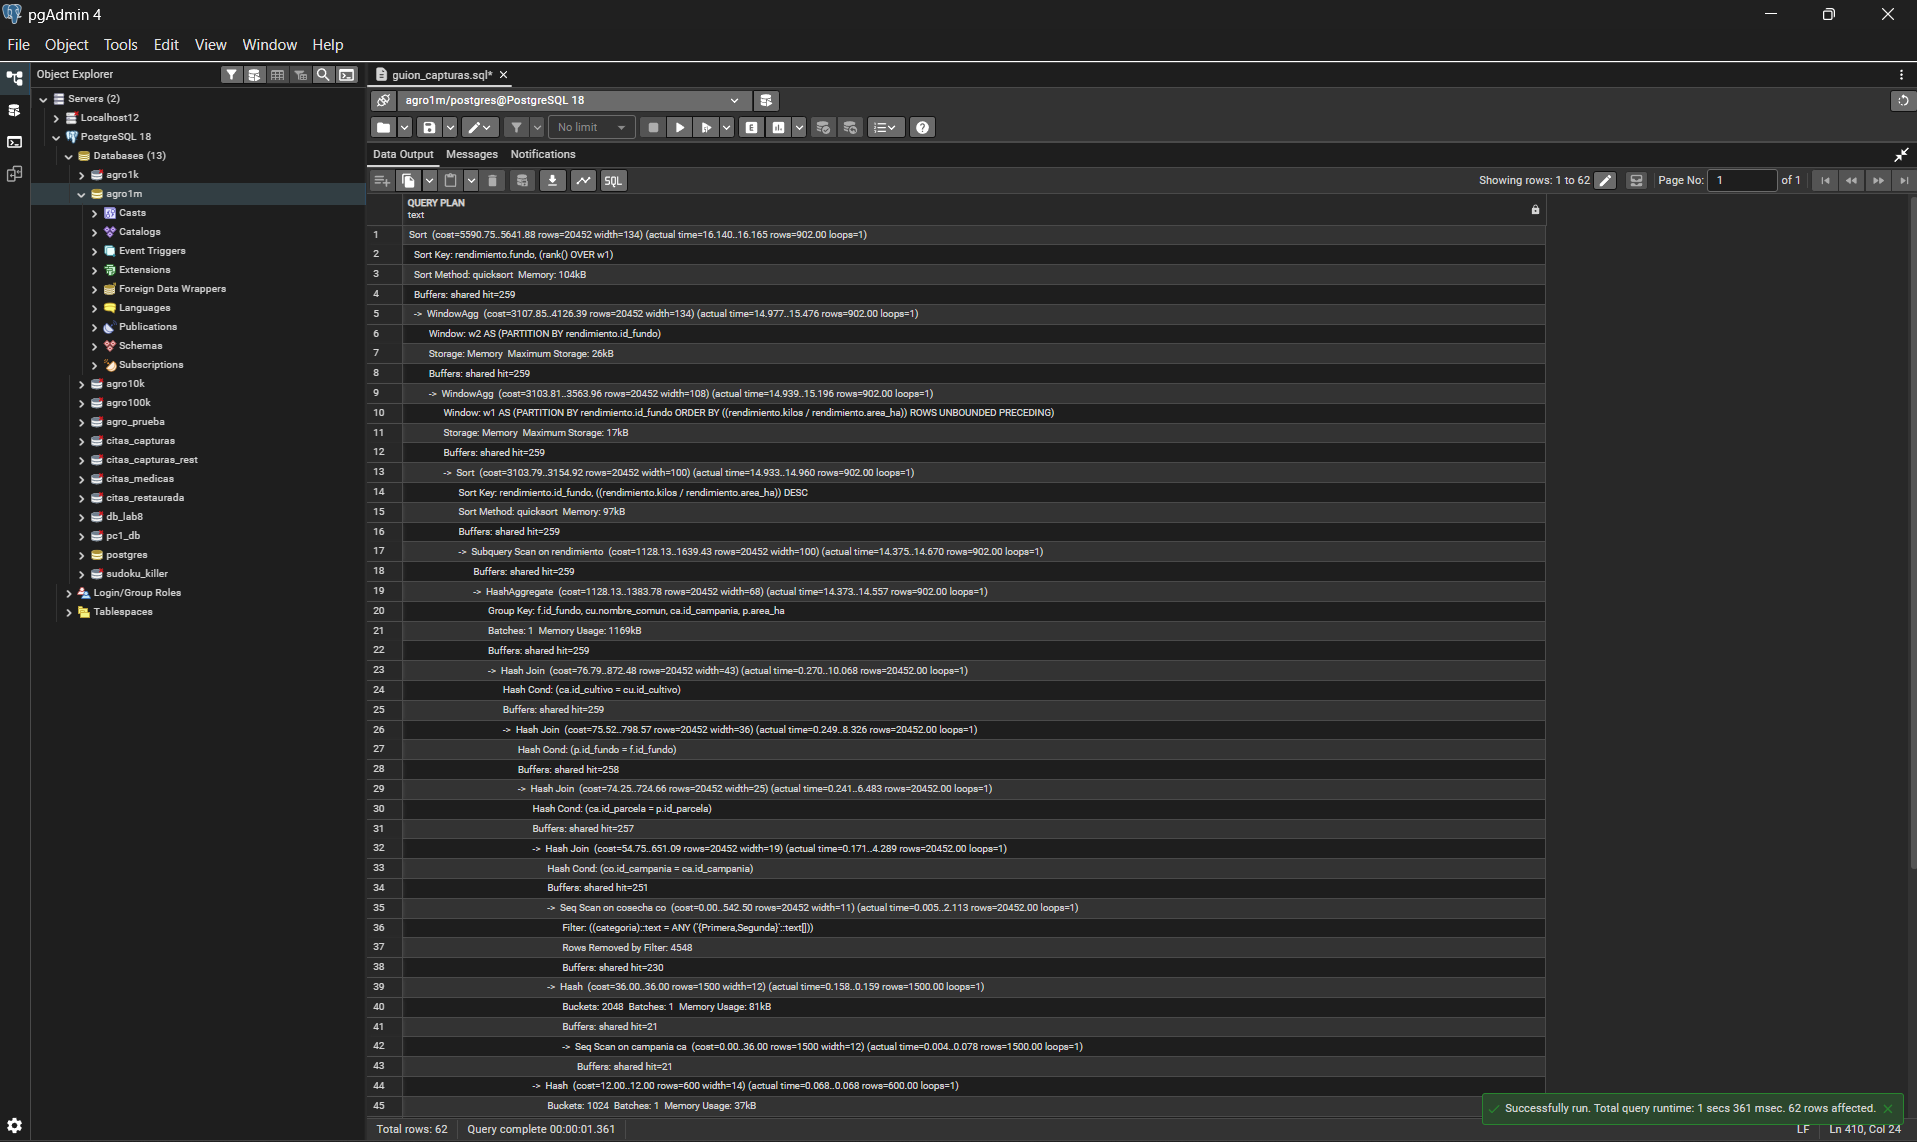 pgAdmin 4
File Object Tools Edit View Window Help
Object Explorer
guion_capturas.sql*
Servers (2)
Localhost12
PostgreSQL 18
Databases (13)
agro1k
agro1m
Casts
Catalogs
Event Triggers
Extensions
Foreign Data Wrappers
Languages
Publications
Schemas
Subscriptions
agro10k
agro100k
agro_prueba
citas_capturas
citas_capturas_rest
citas_medicas
citas_restaurada
db_lab8
pc1_db
postgres
sudoku_killer
Login/Group Roles
Tablespaces
agro1m/postgres@PostgreSQL 18
No limit
E
Data Output Messages Notifications
SQL
Showing rows: 1 to 62 Page No: 1 of 1
QUERY PLAN
text
1 Sort (cost=5590.75..5641.88 rows=20452 width=134) (actual time=16.140..16.165 rows=902.00 loops=1)
2 Sort Key: rendimiento.fundo, (rank() OVER w1)
3 Sort Method: quicksort Memory: 104kB
4 Buffers: shared hit=259
5 -> WindowAgg (cost=3107.85..4126.39 rows=20452 width=134) (actual time=14.977..15.476 rows=902.00 loops=1)
6 Window: w2 AS (PARTITION BY rendimiento.id_fundo)
7 Storage: Memory Maximum Storage: 26kB
8 Buffers: shared hit=259
9 -> WindowAgg (cost=3103.81..3563.96 rows=20452 width=108) (actual time=14.939..15.196 rows=902.00 loops=1)
10 Window: w1 AS (PARTITION BY rendimiento.id_fundo ORDER BY ((rendimiento.kilos / rendimiento.area_ha)) ROWS UNBOUNDED PRECEDING)
11 Storage: Memory Maximum Storage: 17kB
12 Buffers: shared hit=259
13 -> Sort (cost=3103.79..3154.92 rows=20452 width=100) (actual time=14.933..14.960 rows=902.00 loops=1)
14 Sort Key: rendimiento.id_fundo, ((rendimiento.kilos / rendimiento.area_ha)) DESC
15 Sort Method: quicksort Memory: 97kB
16 Buffers: shared hit=259
17 -> Subquery Scan on rendimiento (cost=1128.13..1639.43 rows=20452 width=100) (actual time=14.375..14.670 rows=902.00 loops=1)
18 Buffers: shared hit=259
19 -> HashAggregate (cost=1128.13..1383.78 rows=20452 width=68) (actual time=14.373..14.557 rows=902.00 loops=1)
20 Group Key: f.id_fundo, cu.nombre_comun, ca.id_campania, p.area_ha
21 Batches: 1 Memory Usage: 1169kB
22 Buffers: shared hit=259
23 -> Hash Join (cost=76.79..872.48 rows=20452 width=43) (actual time=0.270..10.068 rows=20452.00 loops=1)
24 Hash Cond: (ca.id_cultivo = cu.id_cultivo)
25 Buffers: shared hit=259
26 -> Hash Join (cost=75.52..798.57 rows=20452 width=36) (actual time=0.249..8.326 rows=20452.00 loops=1)
27 Hash Cond: (p.id_fundo = f.id_fundo)
28 Buffers: shared hit=258
29 -> Hash Join (cost=74.25..724.66 rows=20452 width=25) (actual time=0.241..6.483 rows=20452.00 loops=1)
30 Hash Cond: (ca.id_parcela = p.id_parcela)
31 Buffers: shared hit=257
32 -> Hash Join (cost=54.75..651.09 rows=20452 width=19) (actual time=0.171..4.289 rows=20452.00 loops=1)
33 Hash Cond: (co.id_campania = ca.id_campania)
34 Buffers: shared hit=251
35 -> Seq Scan on cosecha co (cost=0.00..542.50 rows=20452 width=11) (actual time=0.005..2.113 rows=20452.00 loops=1)
36 Filter: ((categoria)::text = ANY ('{Primera,Segunda}'::text[]))
37 Rows Removed by Filter: 4548
38 Buffers: shared hit=230
39 -> Hash (cost=36.00..36.00 rows=1500 width=12) (actual time=0.158..0.159 rows=1500.00 loops=1)
40 Buckets: 2048 Batches: 1 Memory Usage: 81kB
41 Buffers: shared hit=21
42 -> Seq Scan on campania ca (cost=0.00..36.00 rows=1500 width=12) (actual time=0.004..0.078 rows=1500.00 loops=1)
43 Buffers: shared hit=21
44 -> Hash (cost=12.00..12.00 rows=600 width=14) (actual time=0.068..0.068 rows=600.00 loops=1)
45 Buckets: 1024 Batches: 1 Memory Usage: 37kB
Successfully run. Total query runtime: 1 secs 361 msec. 62 rows affected.
Total rows: 62 Query complete 00:00:01.361 LF Ln 410, Col 24